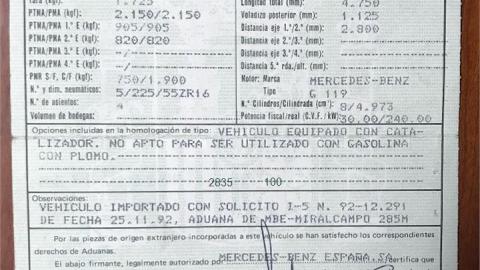 Tara (kgf): 1.725
Longitud total (mm) 4.750
PTMA/PMA (kgf): 2.150/2.150
Voladizo posterior (mm) 1.125
PTMA/PMA 1.º E (kgf): 905/905
Distancia eje 1.º/2.º (mm) 2.800
PTMA/PMA 2.º E (kgf): 820/820
Distancia eje 2.º/3.º (mm)
PTMA/PMA 3.º E (kgf):
Distancia eje 3.º/4.º (mm)
PTMA/PMA 4.º E (kgf):
Distancia 5.º rda./ult. (mm):
PMR S/F, C/F (kgf): 750/1.900
Motor: Marca MERCEDES-BENZ
N.º y dim. neumáticos: 5/225/55ZR16
Tipo G 119
N.º de asientos: 4
N.º Cilindros/Cilindrada (cm³) 8/4.973
Volumen de bodegas:
Potencia fiscal/real (C.V.F./kW) 30.00/240.00
Opciones incluidas en la homologación de tipo: VEHICULO EQUIPADO CON CATA-
LIZADOR. NO APTO PARA SER UTILIZADO CON GASOLINA
CON PLOMO.
2835 100
Observaciones:
VEHICULO IMPORTADO CON SOLICITO I-5 N. 92-12.291
DE FECHA 25.11.92, ADUANA DE MBE-MIRALCAMPO 285M
Por las piezas de origen extranjero incorporadas a este vehículo se han satisfecho los correspondientes
derechos de Aduanas.
El abajo firmante, legalmente autorizado por MERCEDES-BENZ ESPAÑA, SA certifica que